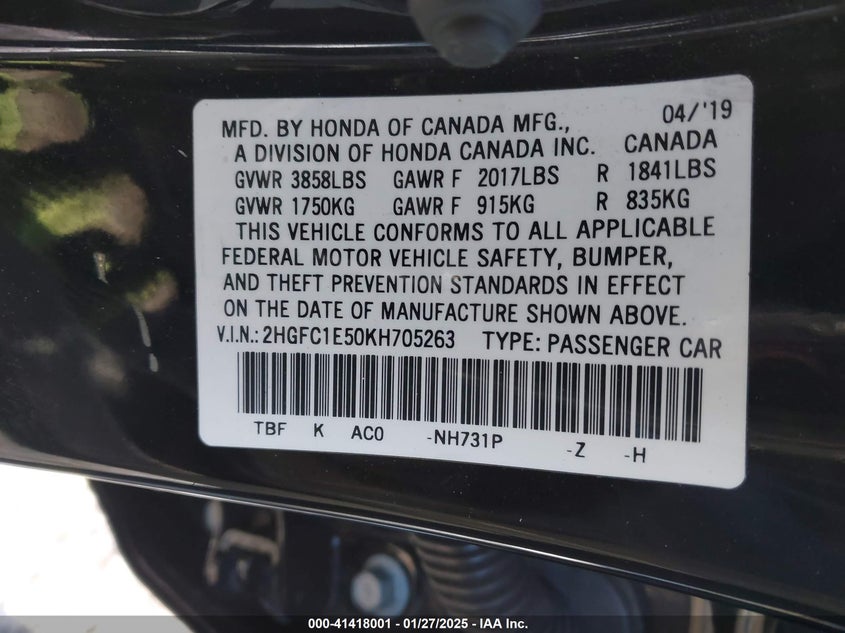 MFD. BY HONDA OF CANADA MFG., 04/'19
A DIVISION OF HONDA CANADA INC. CANADA
GVWR 3858LBS GAWR F 2017LBS R 1841LBS
GVWR 1750KG GAWR F 915KG R 835KG
THIS VEHICLE CONFORMS TO ALL APPLICABLE
FEDERAL MOTOR VEHICLE SAFETY, BUMPER,
AND THEFT PREVENTION STANDARDS IN EFFECT
ON THE DATE OF MANUFACTURE SHOWN ABOVE.
V.I.N.: 2HGFC1E50KH705263 TYPE: PASSENGER CAR
TBF K AC0 -NH731P -Z -H
000-41418001 / 01/27/2025 - IAA Inc.